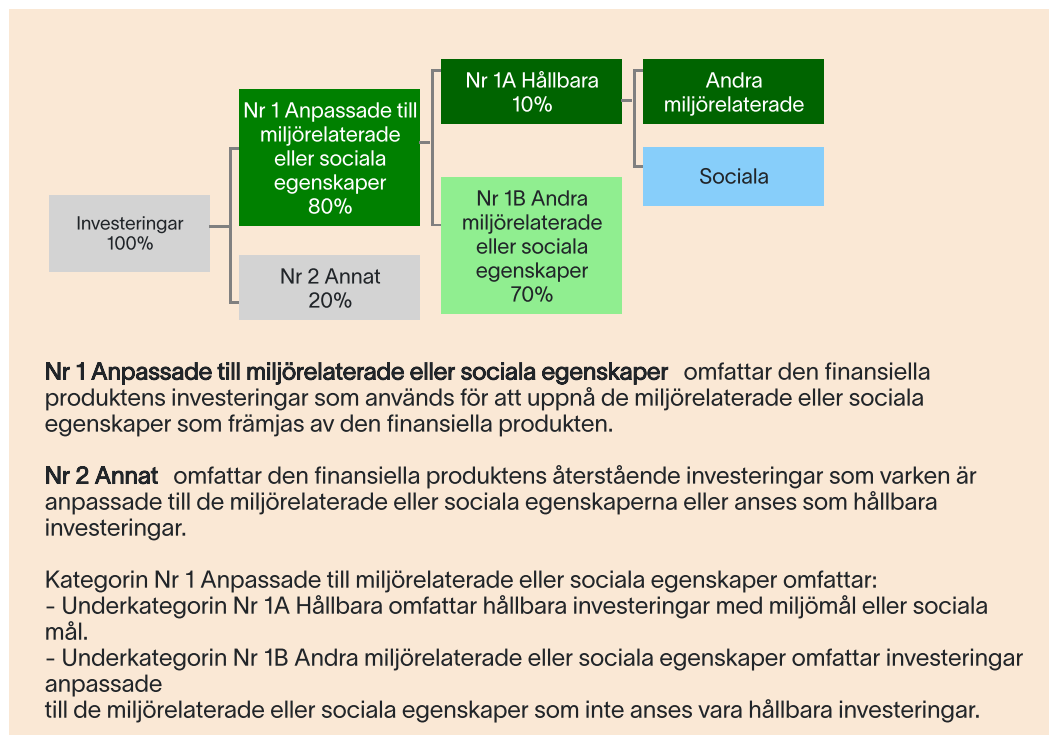 Investeringar
100%
Nr 1 Anpassade till
miljörelaterade
eller sociala
egenskaper
80%
Nr 2 Annat
20%
Nr 1A Hållbara
10%
Nr 1B Andra
miljörelaterade
eller sociala
egenskaper
70%
Andra
miljörelaterade
Sociala
Nr 1 Anpassade till miljörelaterade eller sociala egenskaper omfattar den finansiella
produktens investeringar som används för att uppnå de miljörelaterade eller sociala
egenskaper som främjas av den finansiella produkten.
Nr 2 Annat omfattar den finansiella produktens återstående investeringar som varken är
anpassade till de miljörelaterade eller sociala egenskaperna eller anses som hållbara
investeringar.
Kategorin Nr 1 Anpassade till miljörelaterade eller sociala egenskaper omfattar:
- Underkategorin Nr 1A Hållbara omfattar hållbara investeringar med miljömål eller sociala
mål.
- Underkategorin Nr 1B Andra miljörelaterade eller sociala egenskaper omfattar investeringar
anpassade
till de miljörelaterade eller sociala egenskaper som inte anses vara hållbara investeringar.